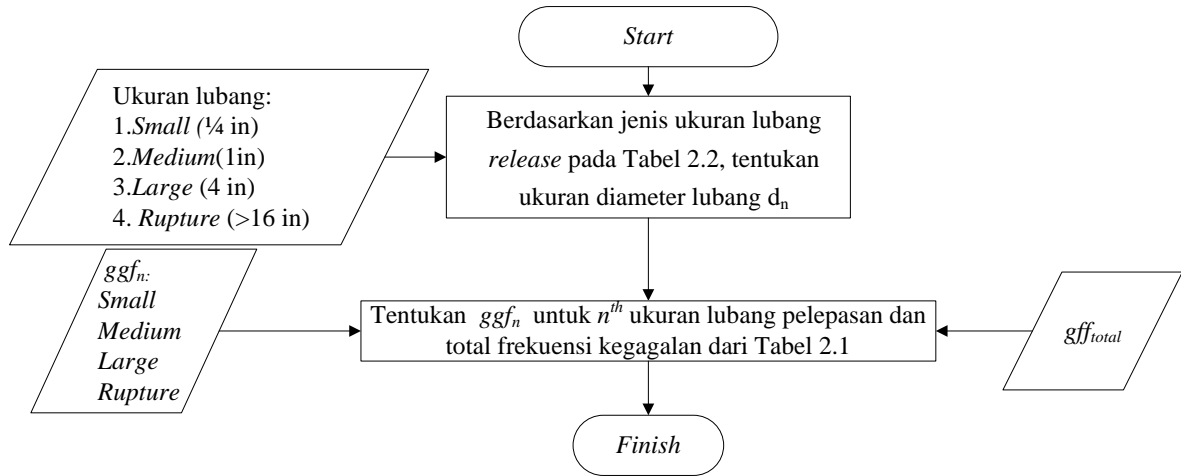 Start
Ukuran lubang:
1.Small (¼ in)
2.Medium(1in)
3.Large (4 in)
4. Rupture (>16 in)
Berdasarkan jenis ukuran lubang
release pada Tabel 2.2, tentukan
ukuran diameter lubang dn
ggfn:
Small
Medium
Large
Rupture
Tentukan ggfn untuk nth ukuran lubang pelepasan dan
total frekuensi kegagalan dari Tabel 2.1
gfftotal
Finish